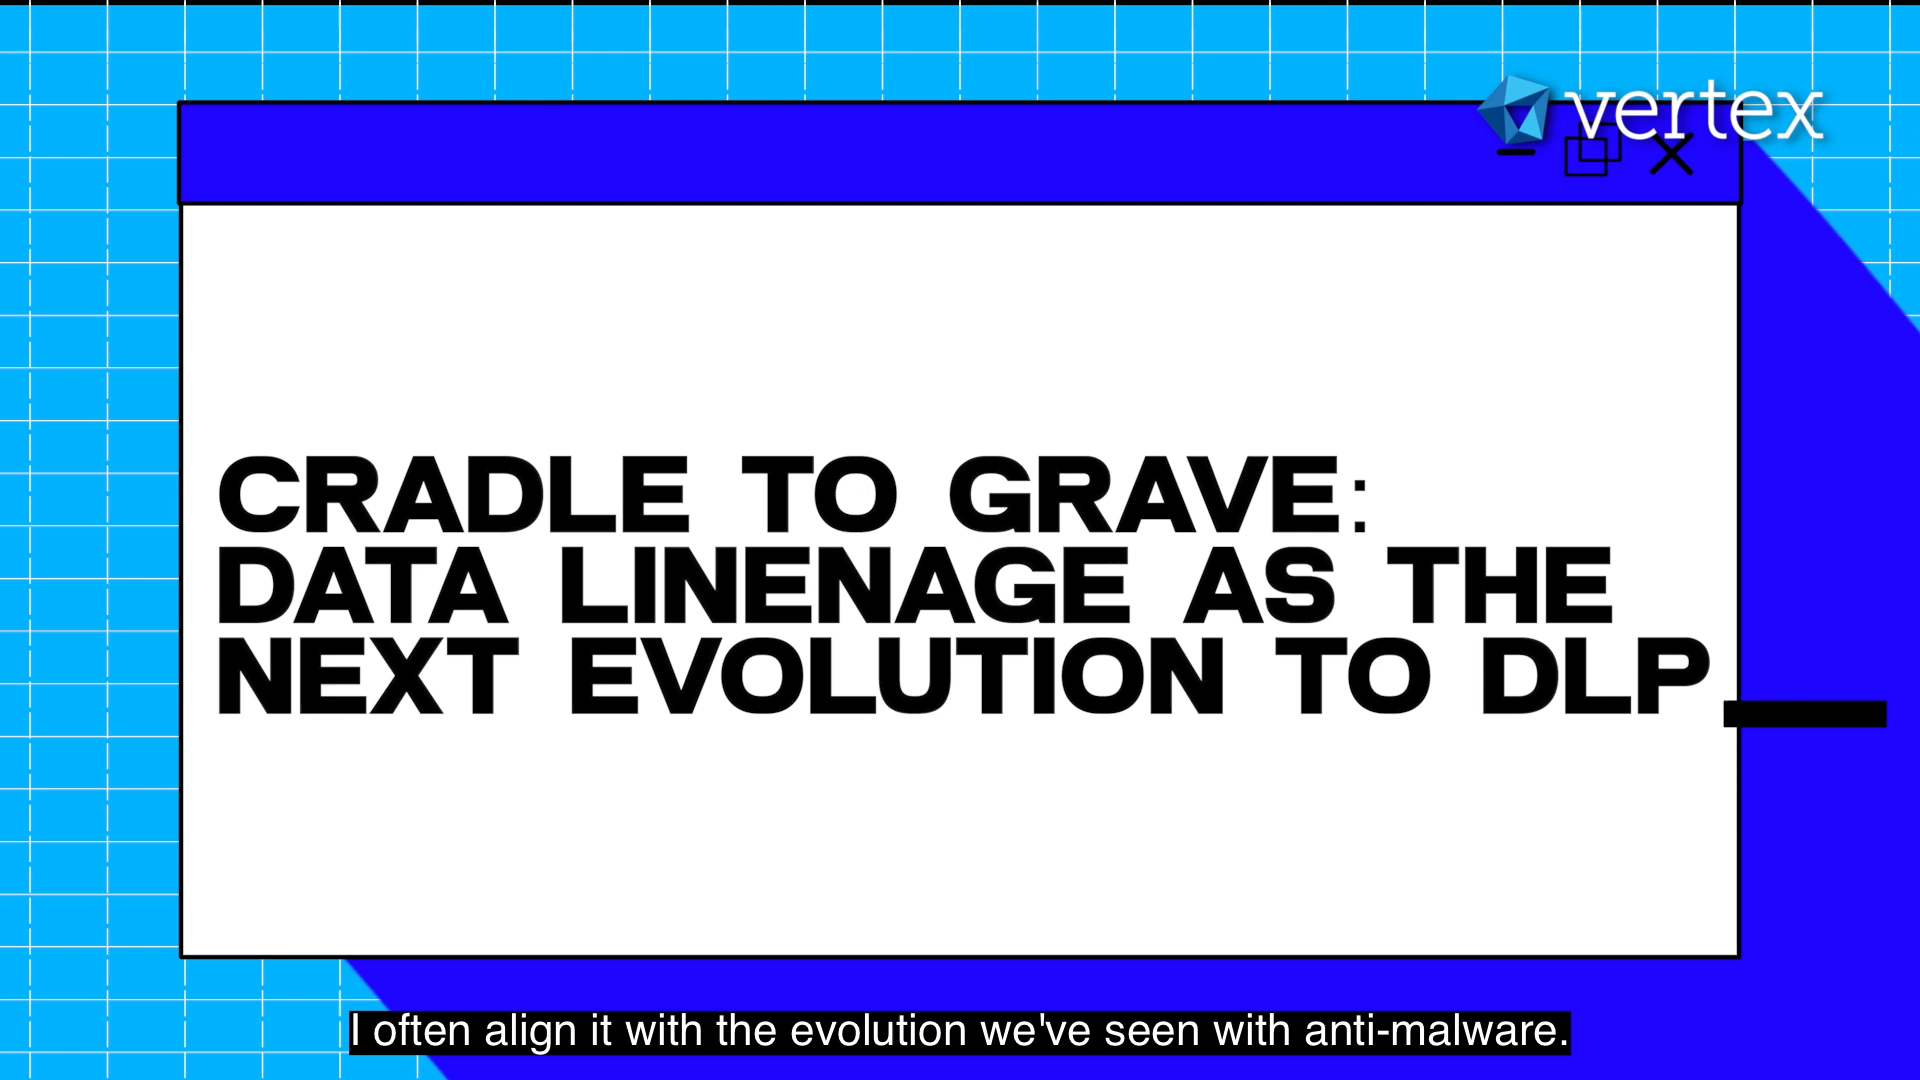 vertex
CRADLE TO GRAVE:
DATA LINENAGE AS THE
NEXT EVOLUTION TO DLP_
I often align it with the evolution we've seen with anti-malware.